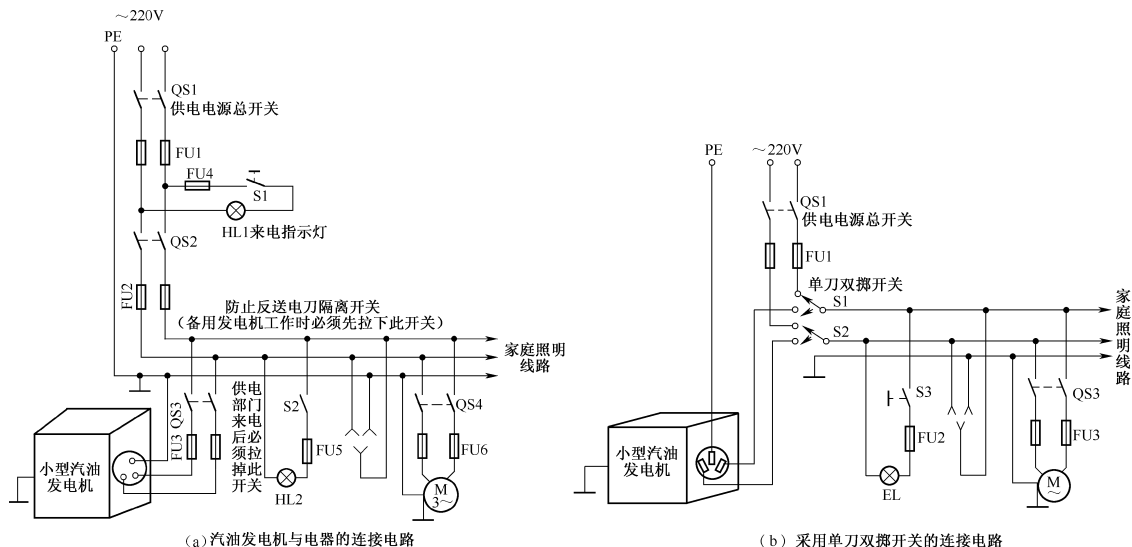 ~220V
PE
QS1
供电电源总开关
FU1
FU4
S1
HL1来电指示灯
QS2
FU2
防止反送电刀隔离开关
（备用发电机工作时必须先拉下此开关）
家庭照明
线路
QS3
FU3
供电
部门
来电
后必
须拉
掉此
开关
S2
FU5
HL2
QS4
FU6
M
3~
小型汽油
发电机
(a) 汽油发电机与电器的连接电路
PE
~220V
QS1
供电电源总开关
FU1
单刀双掷开关
S1
S2
家庭照明线路
S3
FU2
EL
QS3
FU3
M
~
小型汽油
发电机
(b) 采用单刀双掷开关的连接电路